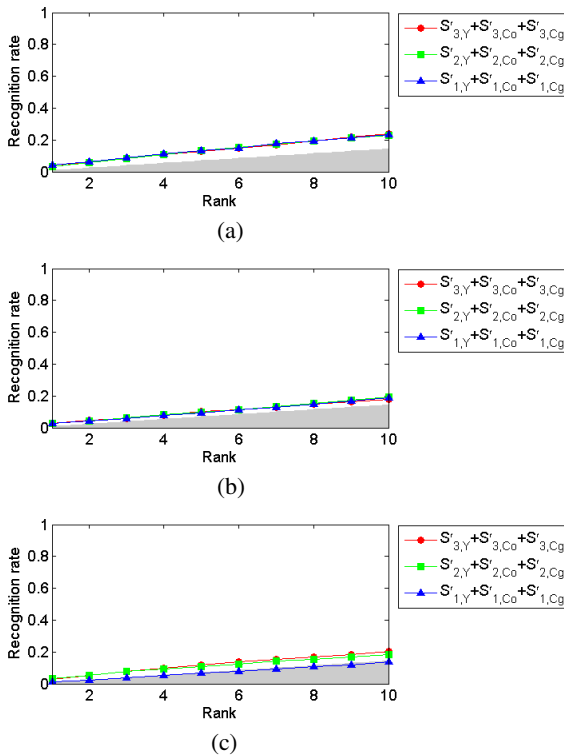 1
0.8
0.6
0.4
0.2
0
Recognition rate
2 4 6 8 10
Rank
S'3,Y+S'3,Co+S'3,Cg
S'2,Y+S'2,Co+S'2,Cg
S'1,Y+S'1,Co+S'1,Cg
(a)
1
0.8
0.6
0.4
0.2
0
Recognition rate
2 4 6 8 10
Rank
S'3,Y+S'3,Co+S'3,Cg
S'2,Y+S'2,Co+S'2,Cg
S'1,Y+S'1,Co+S'1,Cg
(b)
1
0.8
0.6
0.4
0.2
0
Recognition rate
2 4 6 8 10
Rank
S'3,Y+S'3,Co+S'3,Cg
S'2,Y+S'2,Co+S'2,Cg
S'1,Y+S'1,Co+S'1,Cg
(c)